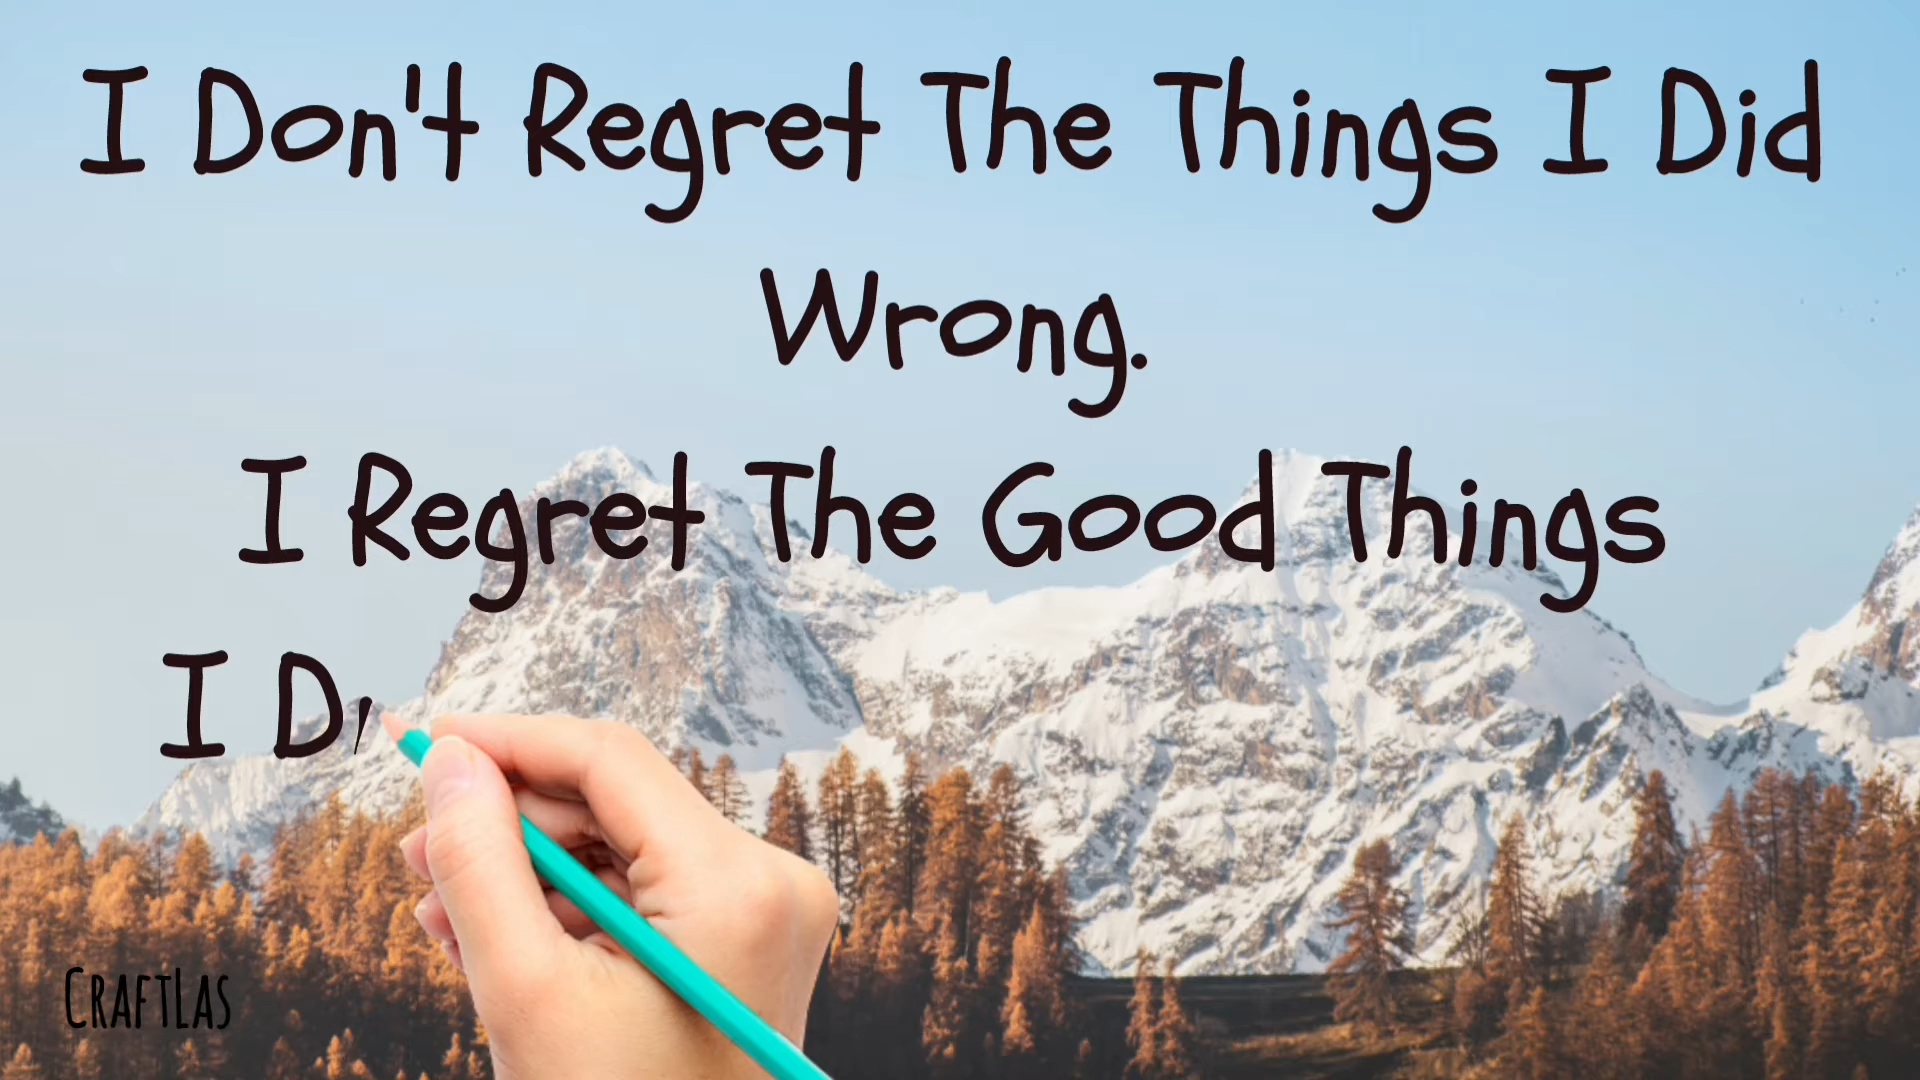 I Don't Regret The Things I Did
Wrong.
I Regret The Good Things
I D
CraftLas